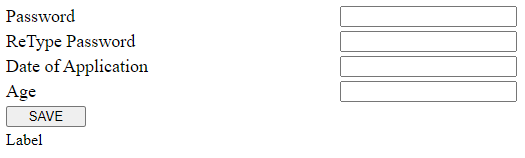 Password
ReType Password
Date of Application
Age
SAVE
Label